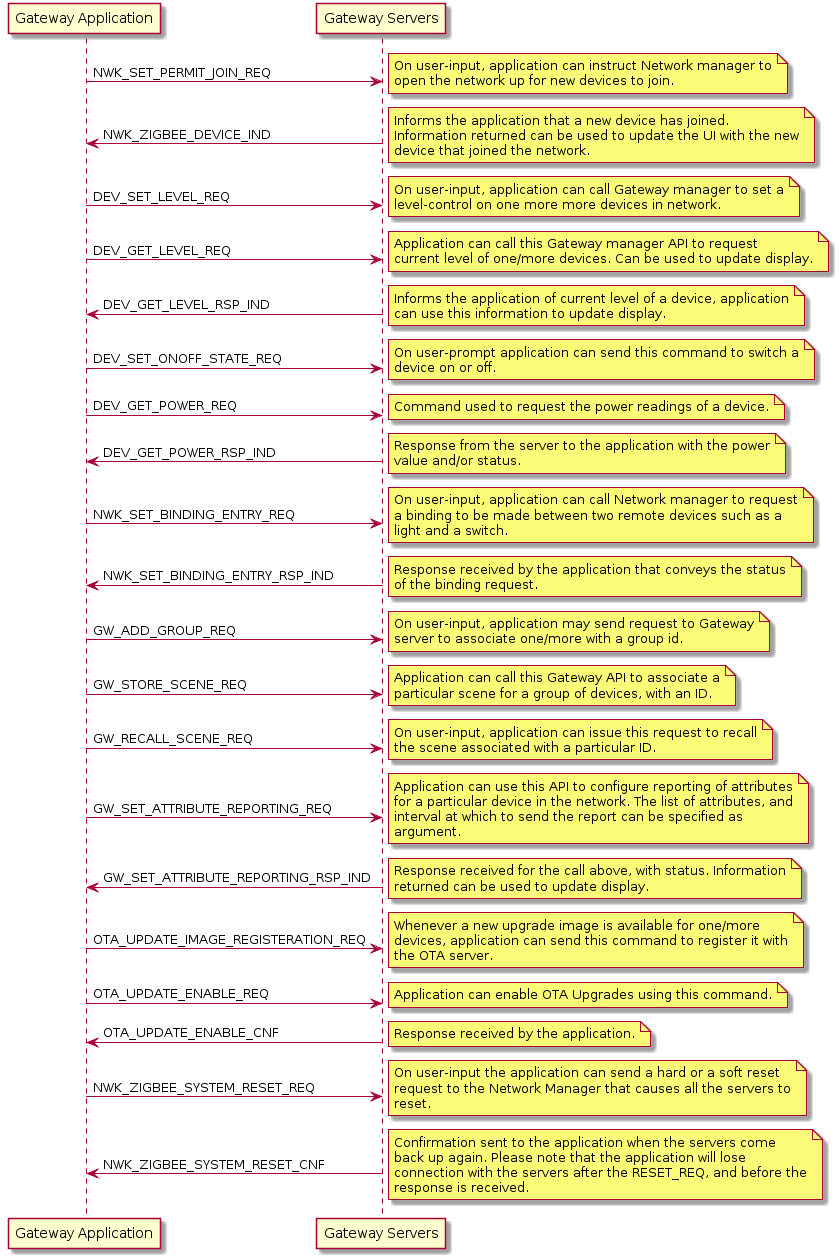 Gateway Application
Gateway Servers
NWK_SET_PERMIT_JOIN_REQ
On user-input, application can instruct Network manager to
open the network up for new devices to join.
NWK_ZIGBEE_DEVICE_IND
Informs the application that a new device has joined.
Information returned can be used to update the UI with the new
device that joined the network.
DEV_SET_LEVEL_REQ
On user-input, application can call Gateway manager to set a
level-control on one more more devices in network.
DEV_GET_LEVEL_REQ
Application can call this Gateway manager API to request
current level of one/more devices. Can be used to update display.
DEV_GET_LEVEL_RSP_IND
Informs the application of current level of a device, application
can use this information to update display.
DEV_SET_ONOFF_STATE_REQ
On user-prompt application can send this command to switch a
device on or off.
DEV_GET_POWER_REQ
Command used to request the power readings of a device.
DEV_GET_POWER_RSP_IND
Response from the server to the application with the power
value and/or status.
NWK_SET_BINDING_ENTRY_REQ
On user-input, application can call Network manager to request
a binding to be made between two remote devices such as a
light and a switch.
NWK_SET_BINDING_ENTRY_RSP_IND
Response received by the application that conveys the status
of the binding request.
GW_ADD_GROUP_REQ
On user-input, application may send request to Gateway
server to associate one/more with a group id.
GW_STORE_SCENE_REQ
Application can call this Gateway API to associate a
particular scene for a group of devices, with an ID.
GW_RECALL_SCENE_REQ
On user-input, application can issue this request to recall
the scene associated with a particular ID.
GW_SET_ATTRIBUTE_REPORTING_REQ
Application can use this API to configure reporting of attributes
for a particular device in the network. The list of attributes, and
interval at which to send the report can be specified as
argument.
GW_SET_ATTRIBUTE_REPORTING_RSP_IND
Response received for the call above, with status. Information
returned can be used to update display.
OTA_UPDATE_IMAGE_REGISTERATION_REQ
Whenever a new upgrade image is available for one/more
devices, application can send this command to register it with
the OTA server.
OTA_UPDATE_ENABLE_REQ
Application can enable OTA Upgrades using this command.
OTA_UPDATE_ENABLE_CNF
Response received by the application.
NWK_ZIGBEE_SYSTEM_RESET_REQ
On user-input the application can send a hard or a soft reset
request to the Network Manager that causes all the servers to
reset.
NWK_ZIGBEE_SYSTEM_RESET_CNF
Confirmation sent to the application when the servers come
back up again. Please note that the application will lose
connection with the servers after the RESET_REQ, and before the
response is received.
Gateway Application
Gateway Servers